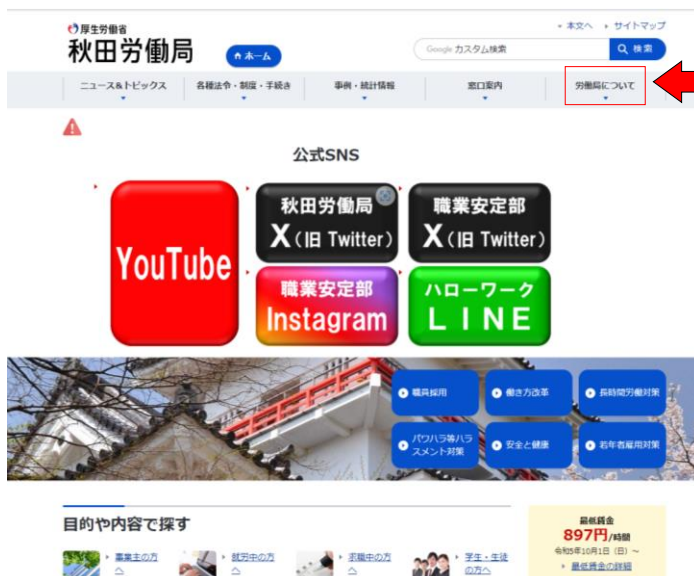 厚生労働省
秋田労働局
ホーム
本文へ
サイトマップ
Google カスタム検索
検索
ニュース&トピックス
各種法令・制度・手続き
事例・統計情報
窓口案内
労働局について
公式SNS
YouTube
秋田労働局
X(旧 Twitter)
職業安定部
X(旧 Twitter)
職業安定部
Instagram
ハローワーク
LINE
職員採用
働き方改革
長時間労働対策
パワハラ等ハラ
スメント対策
安全と健康
若年者雇用対策
目的や内容で探す
事業主の方
へ
就労中の方
へ
求職中の方
へ
学生・生徒
の方へ
最低賃金
897円/時間
令和5年10月1日(日)~
最低賃金の詳細